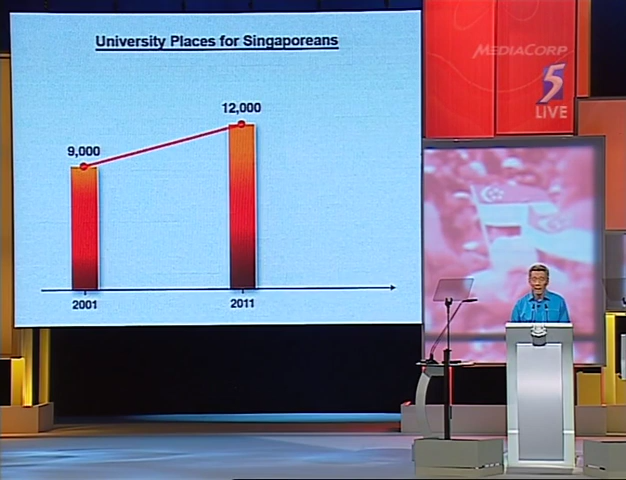 University Places for Singaporeans
12,000
9,000
2001
2011
MEDIACORP
5
LIVE